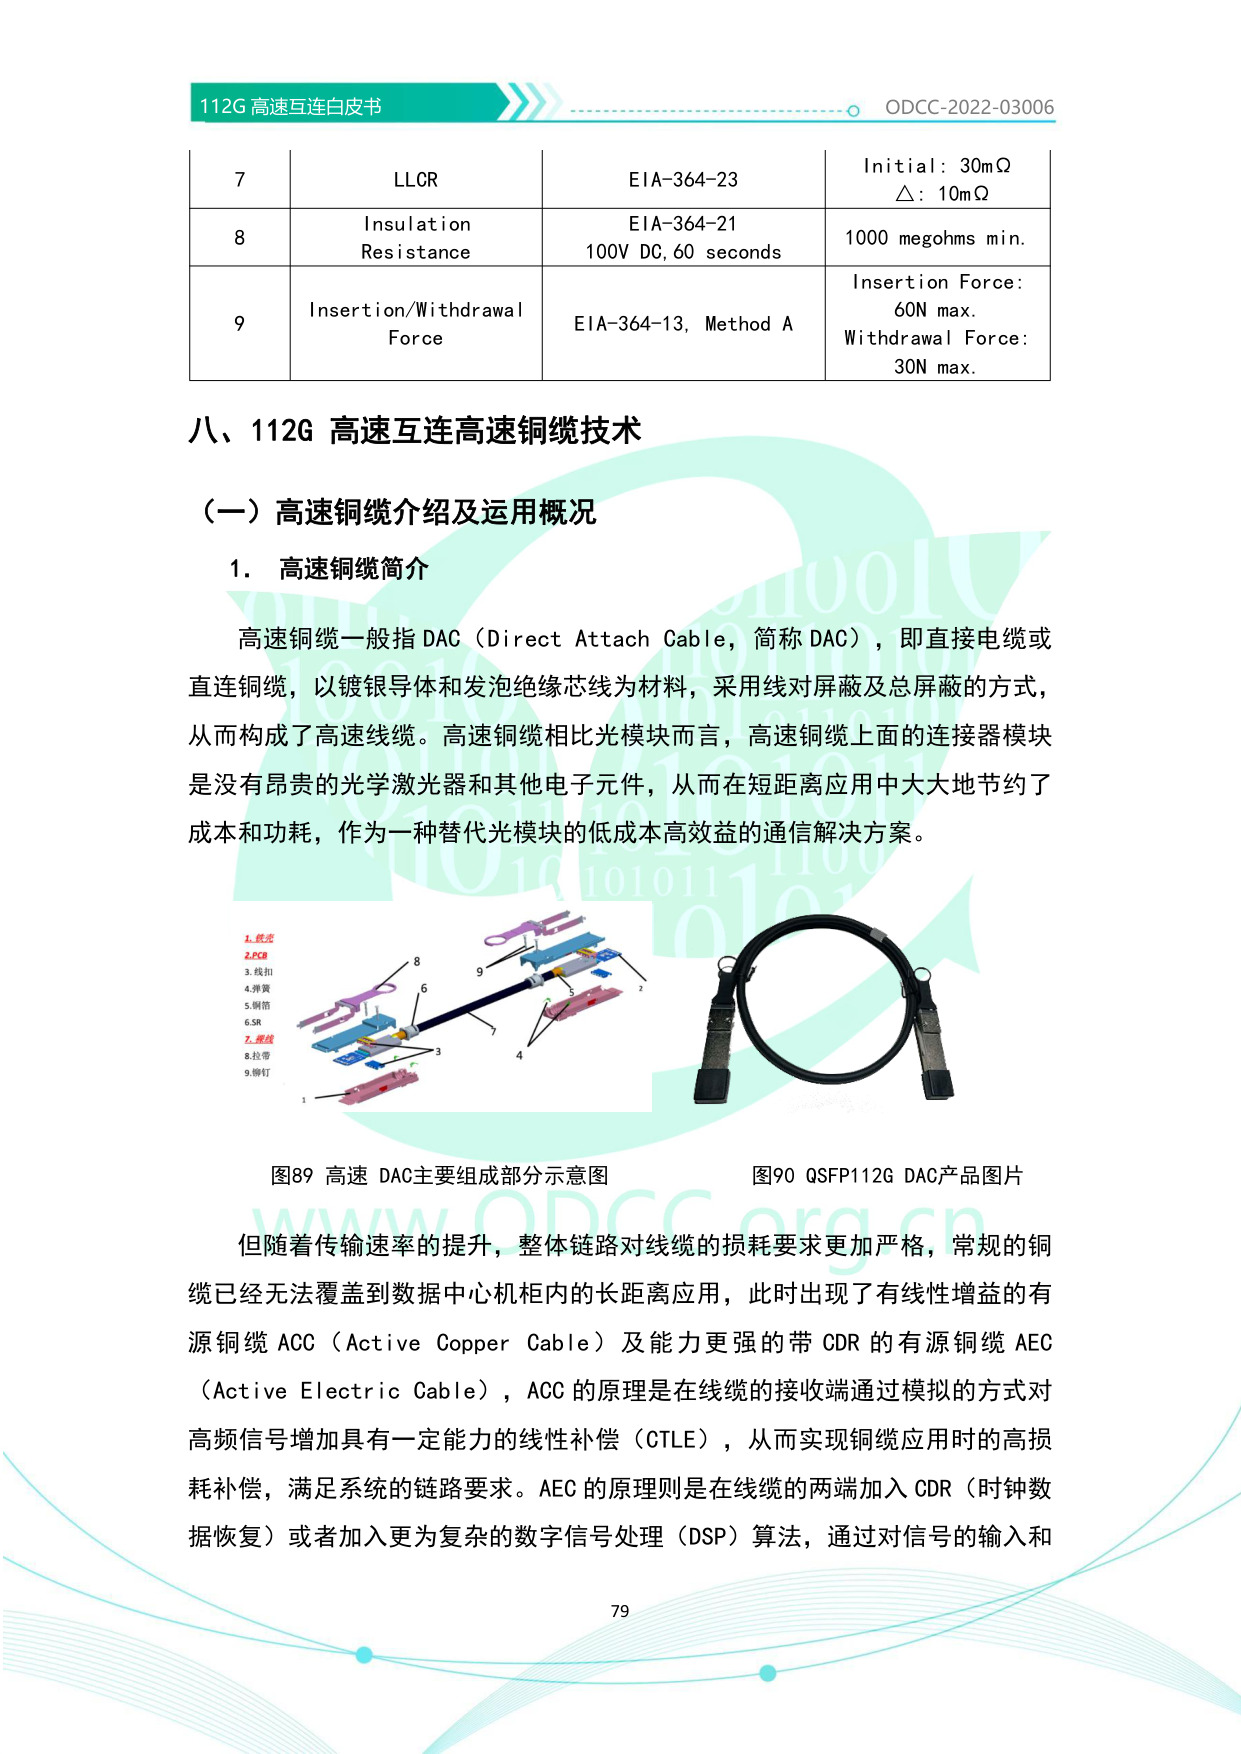 112G 高速互连白皮书
ODCC-2022-03006
7
LLCR
EIA-364-23
Initial: 30mΩ
△: 10mΩ
8
Insulation
Resistance
EIA-364-21
100V DC,60 seconds
1000 megohms min.
9
Insertion/Withdrawal
Force
EIA-364-13, Method A
Insertion Force:
60N max.
Withdrawal Force:
30N max.
八、112G 高速互连高速铜缆技术
（一）高速铜缆介绍及运用概况
1. 高速铜缆简介
高速铜缆一般指 DAC（Direct Attach Cable，简称 DAC），即直接电缆或
直连铜缆，以镀银导体和发泡绝缘芯线为材料，采用线对屏蔽及总屏蔽的方式，
从而构成了高速线缆。高速铜缆相比光模块而言，高速铜缆上面的连接器模块
是没有昂贵的光学激光器和其他电子元件，从而在短距离应用中大大地节约了
成本和功耗，作为一种替代光模块的低成本高效益的通信解决方案。
1. 铁壳
2.PCB
3. 线扣
4.弹簧
5.铜箔
6.SR
7. 裸线
8.拉带
9.铆钉
8
6
9
2
5
7
3
4
1
图89 高速 DAC主要组成部分示意图
图90 QSFP112G DAC产品图片
www.ODCC.org.cn
但随着传输速率的提升，整体链路对线缆的损耗要求更加严格，常规的铜
缆已经无法覆盖到数据中心机柜内的长距离应用，此时出现了有线性增益的有
源铜缆 ACC（Active Copper Cable）及能力更强的带 CDR 的有源铜缆 AEC
（Active Electric Cable），ACC 的原理是在线缆的接收端通过模拟的方式对
高频信号增加具有一定能力的线性补偿（CTLE），从而实现铜缆应用时的高损
耗补偿，满足系统的链路要求。AEC 的原理则是在线缆的两端加入 CDR（时钟数
据恢复）或者加入更为复杂的数字信号处理（DSP）算法，通过对信号的输入和
79